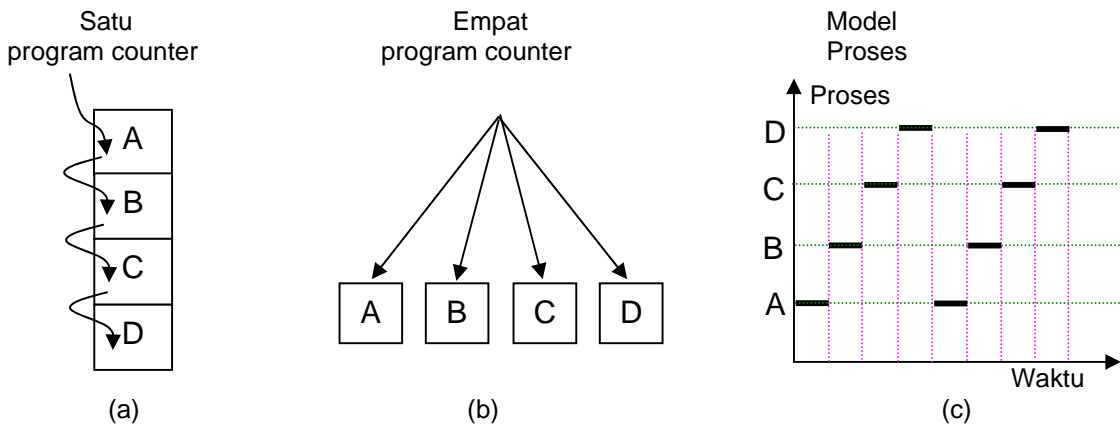 Satu
program counter
A
B
C
D
(a)
Empat
program counter
A B C D
(b)
Model
Proses
Proses
D
C
B
A
Waktu
(c)